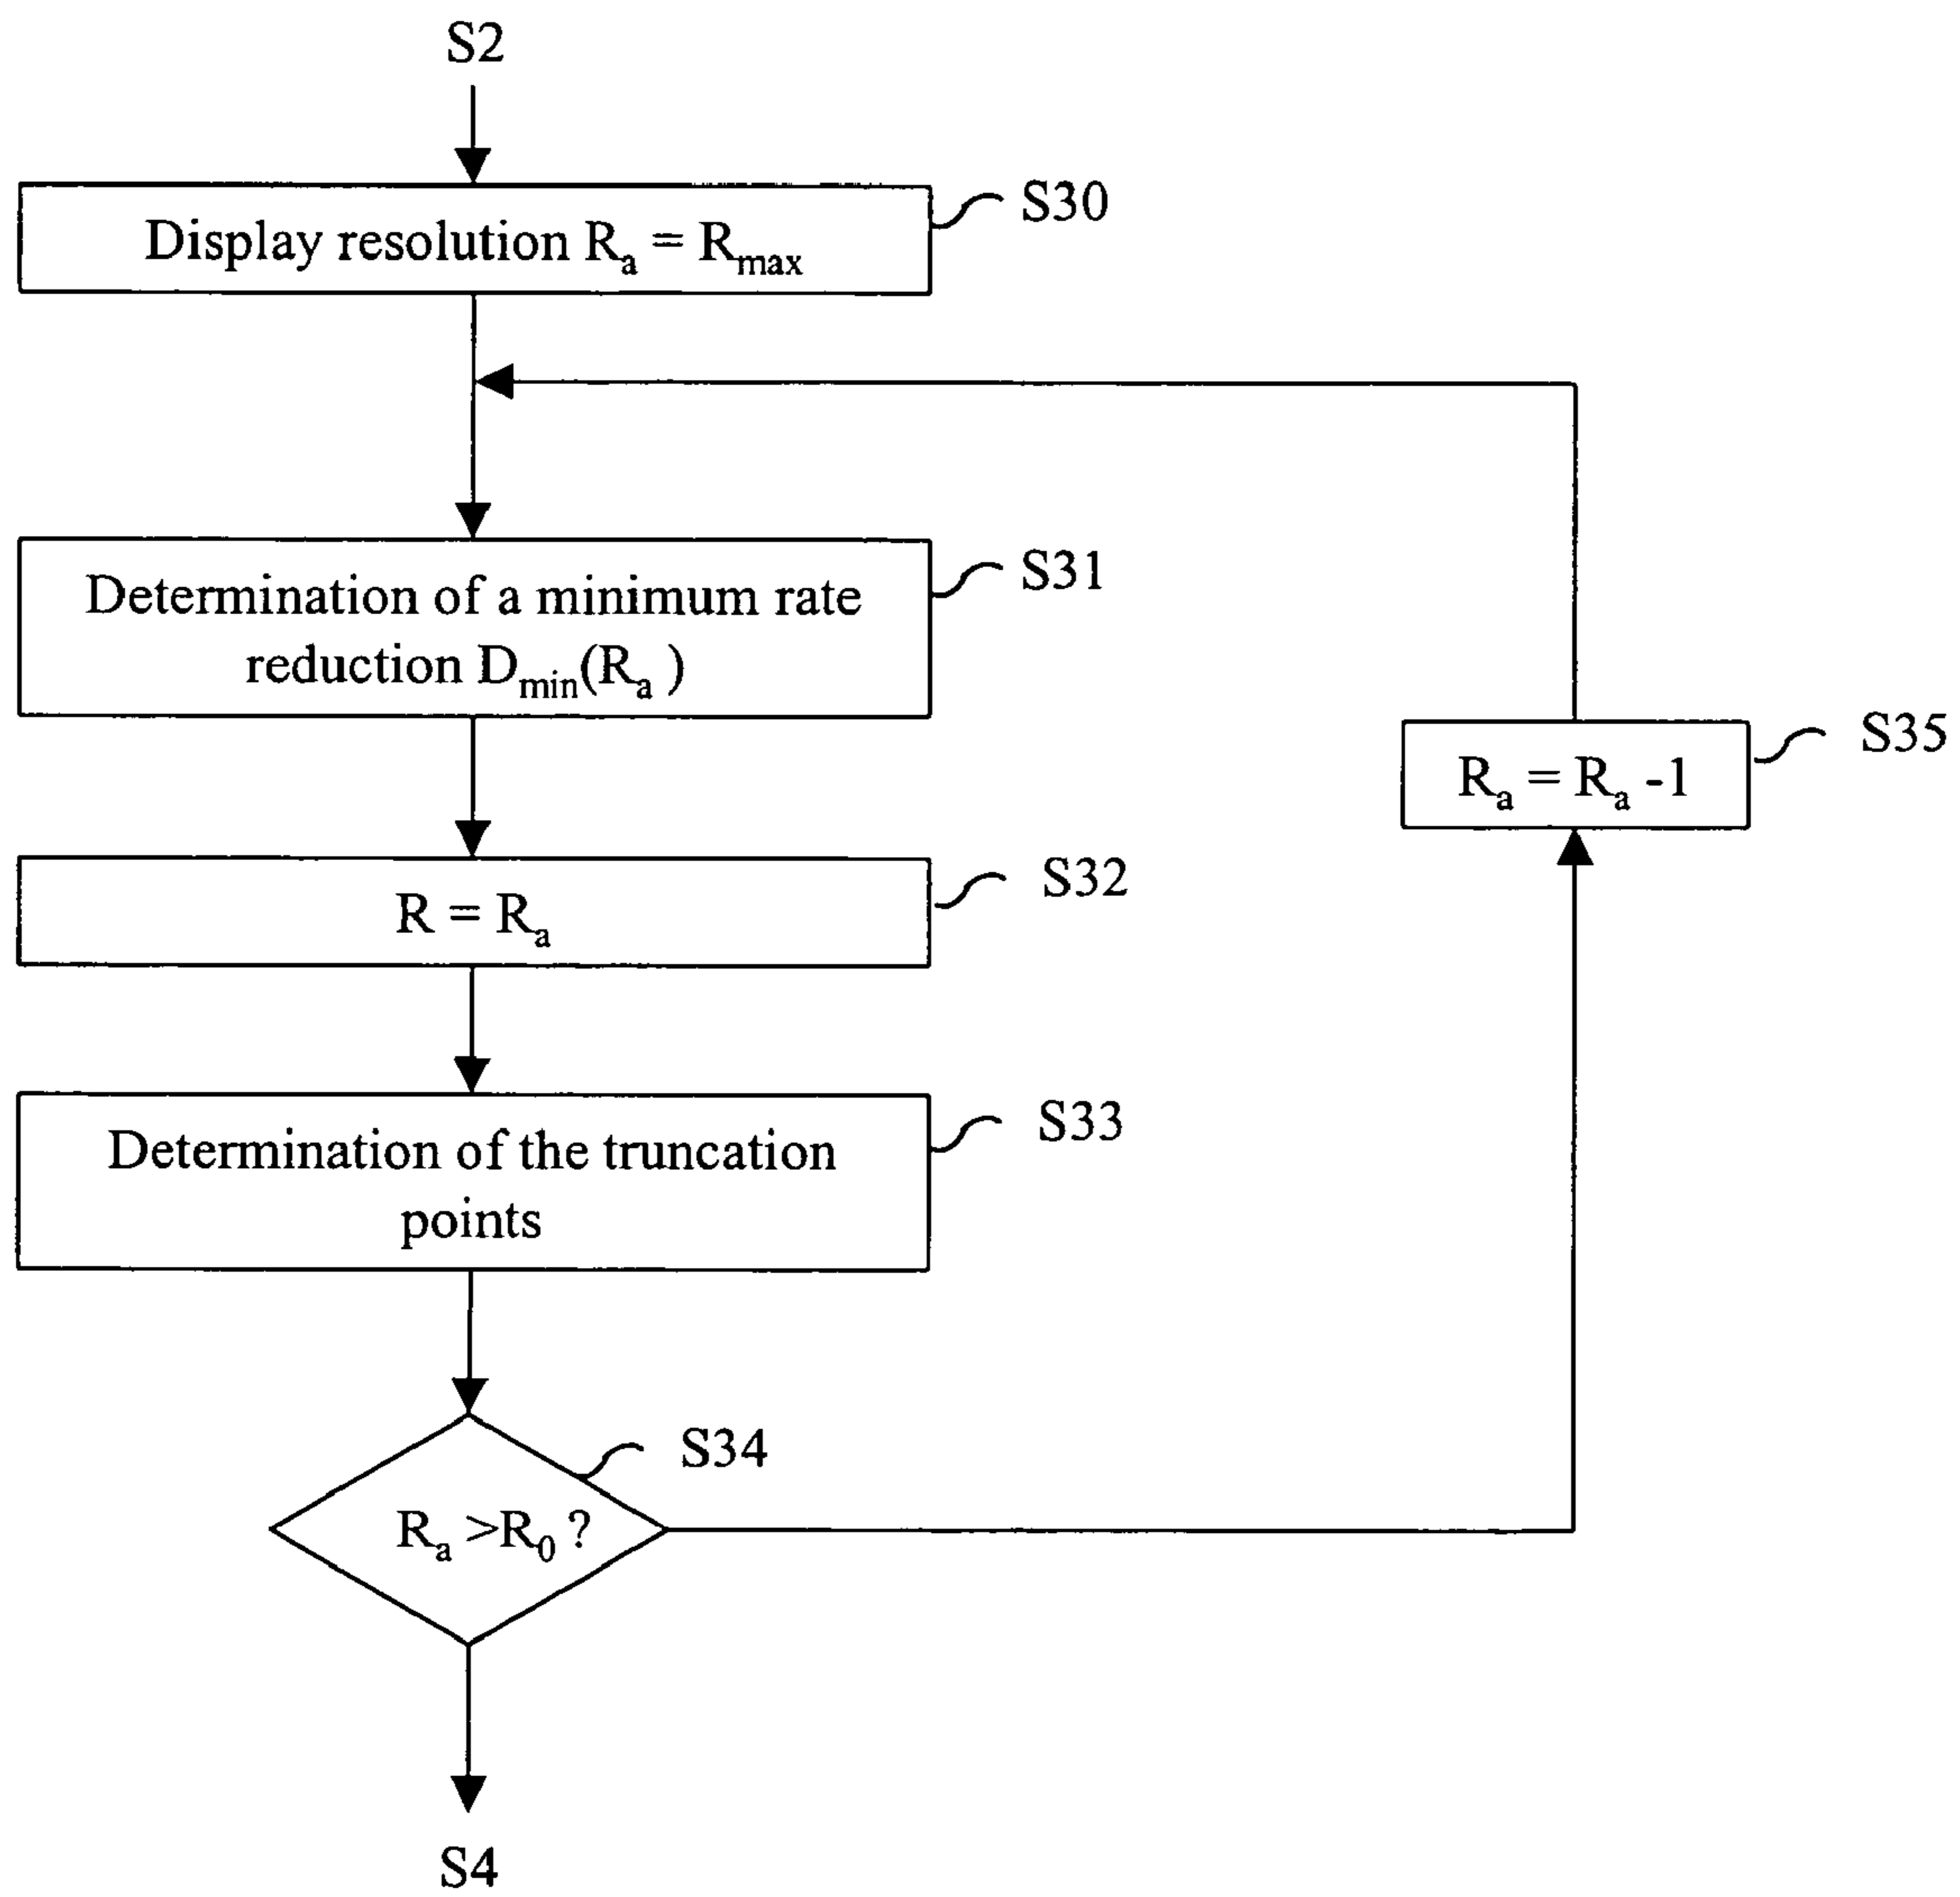 S2
Display resolution Rₐ = Rₘₐₓ
S30
Determination of a minimum rate
reduction Dₘᵢₙ(Rₐ )
S31
Rₐ = Rₐ -1
S35
R = Rₐ
S32
Determination of the truncation
points
S33
Rₐ >R₀ ?
S34
S4